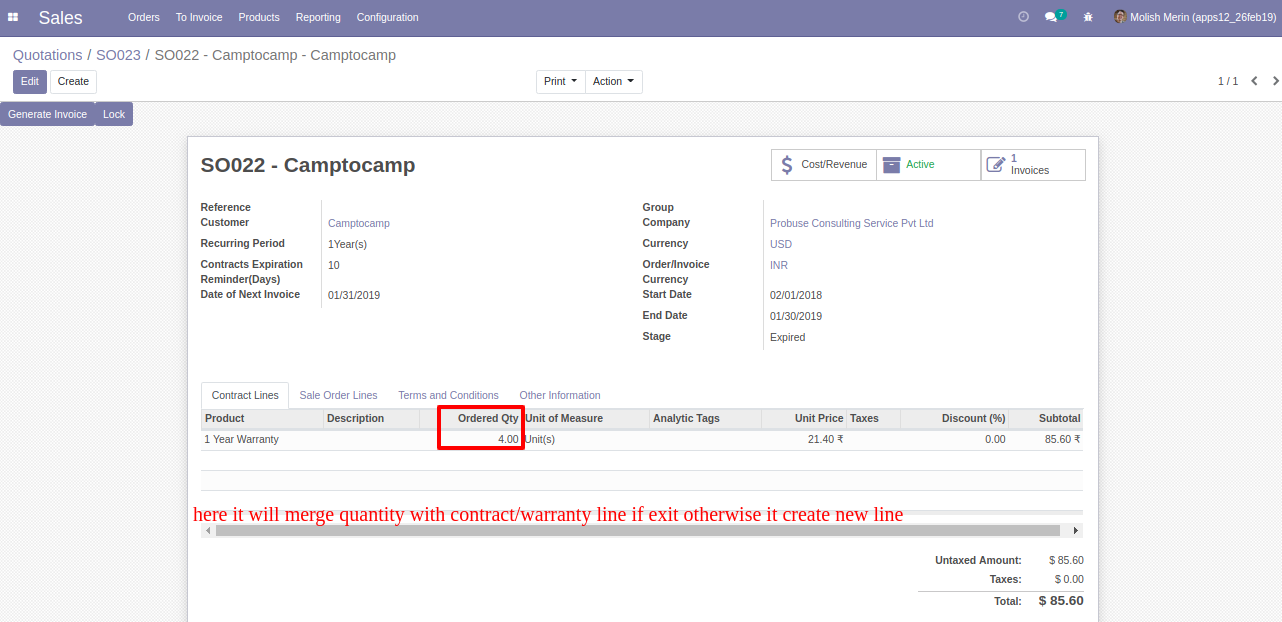 Sales Orders To Invoice Products Reporting Configuration 7 Molish Merin (apps12_26feb19)
Quotations / SO023 / SO022 - Camptocamp - Camptocamp
Edit Create Print Action 1 / 1
Generate Invoice Lock
SO022 - Camptocamp
$ Cost/Revenue Active 1 Invoices
Reference
Customer Camptocamp
Recurring Period 1Year(s)
Contracts Expiration 10
Reminder(Days)
Date of Next Invoice 01/31/2019
Group
Company Probuse Consulting Service Pvt Ltd
Currency USD
Order/Invoice INR
Currency
Start Date 02/01/2018
End Date 01/30/2019
Stage Expired
Contract Lines Sale Order Lines Terms and Conditions Other Information
Product Description Ordered Qty Unit of Measure Analytic Tags Unit Price Taxes Discount (%) Subtotal
1 Year Warranty 4.00 Unit(s) 21.40 ₹ 0.00 85.60 ₹
here it will merge quantity with contract/warranty line if exit otherwise it create new line
Untaxed Amount: $ 85.60
Taxes: $ 0.00
Total: $ 85.60